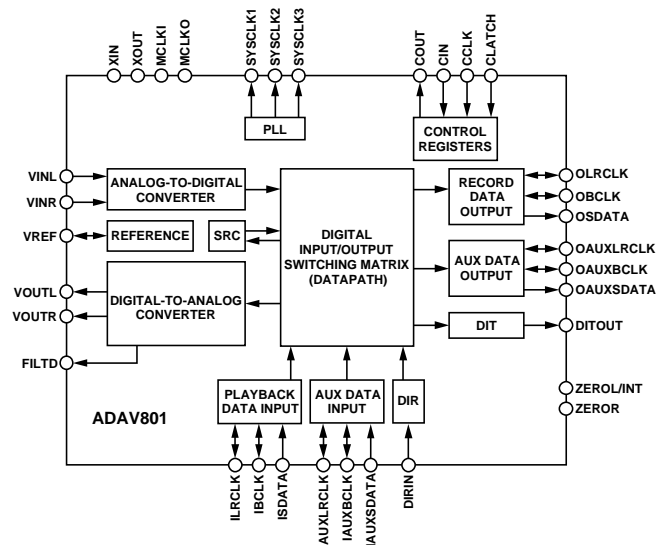 XIN
XOUT
MCLKI
MCLKO
SYSCLK1
SYSCLK2
SYSCLK3
COUT
CIN
CCLK
CLATCH
PLL
CONTROL
REGISTERS
VINL
VINR
VREF
VOUTL
VOUTR
FILTD
ANALOG-TO-DIGITAL
CONVERTER
REFERENCE
SRC
DIGITAL-TO-ANALOG
CONVERTER
DIGITAL
INPUT/OUTPUT
SWITCHING MATRIX
(DATAPATH)
RECORD
DATA
OUTPUT
AUX DATA
OUTPUT
DIT
OLRCLK
OBCLK
OSDATA
OAUXLRCLK
OAUXBCLK
OAUXSDATA
DITOUT
ZEROL/INT
ZEROR
PLAYBACK
DATA INPUT
AUX DATA
INPUT
DIR
ADAV801
ILRCLK
IBCLK
ISDATA
IAUXBCLK
DIRIN